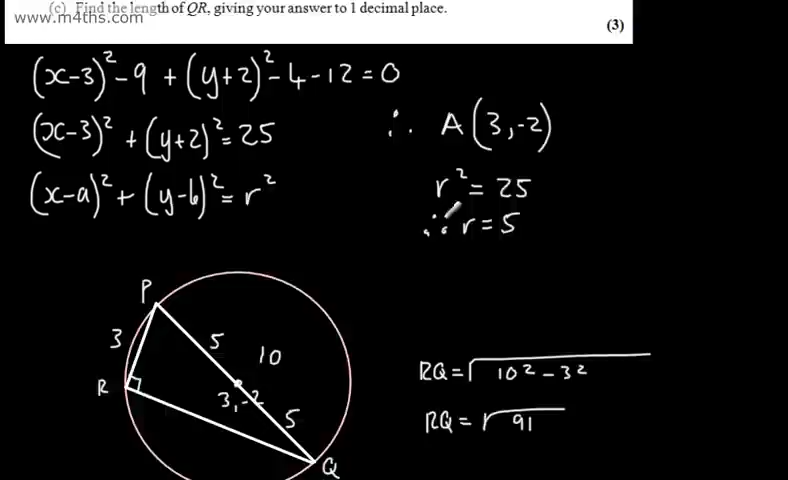 (c) Find the length of QR, giving your answer to 1 decimal place.
www.m4ths.com
(3)
(x-3)² - 9 + (y+2)² - 4 - 12 = 0
(x-3)² + (y+2)² = 25
∴ A(3,-2)
(x-a)² + (y-b)² = r²
r² = 25
∴ r = 5
P
3
5
10
R
3,-2
5
Q
RQ = √10² - 3²
RQ = √91